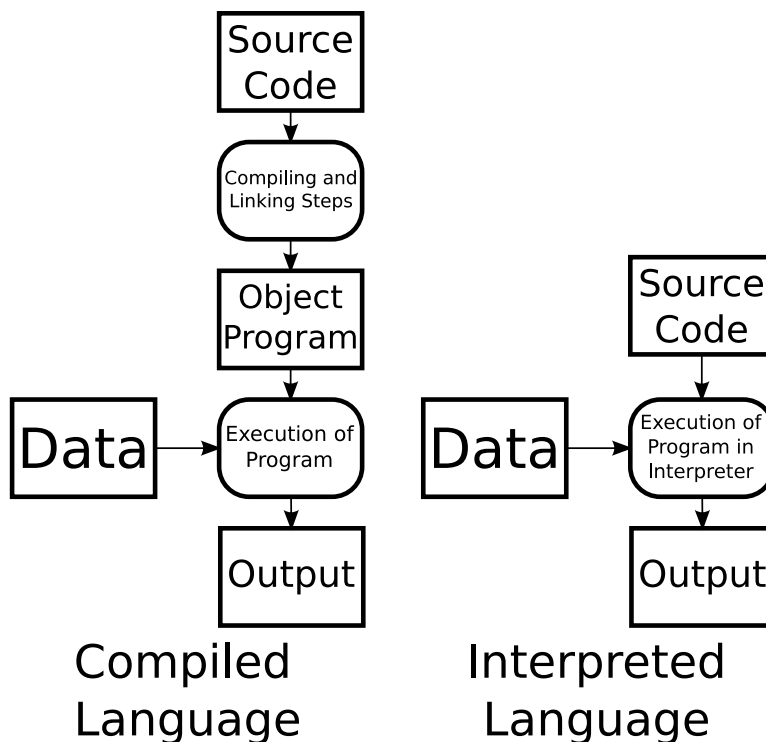 Source
Code
Compiling and
Linking Steps
Object
Program
Data
Execution of
Program
Output
Compiled
Language
Source
Code
Data
Execution of
Program in
Interpreter
Output
Interpreted
Language